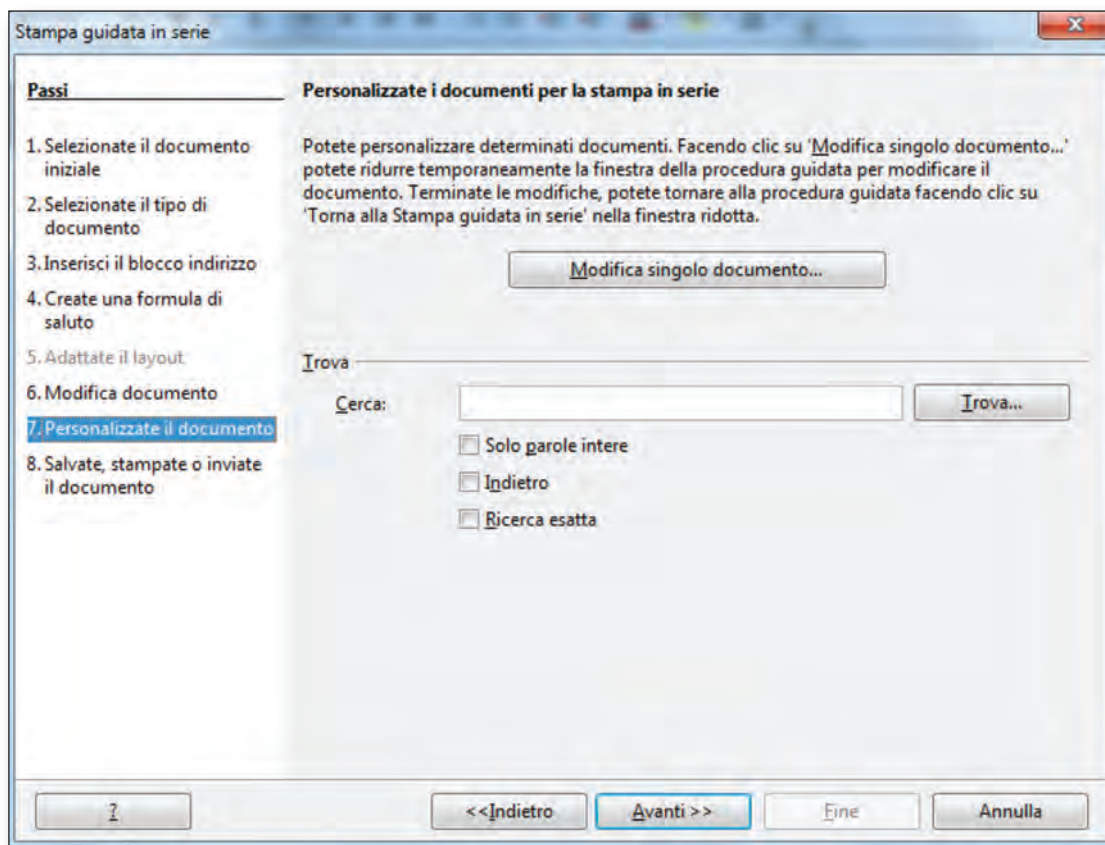 Stampa guidata in serie
Passi
1. Selezionate il documento
iniziale
2. Selezionate il tipo di
documento
3. Inserisci il blocco indirizzo
4. Create una formula di
saluto
5. Adattate il layout
6. Modifica documento
7. Personalizzate il documento
8. Salvate, stampate o inviate
il documento
Personalizzate i documenti per la stampa in serie
Potete personalizzare determinati documenti. Facendo clic su 'Modifica singolo documento...'
potete ridurre temporaneamente la finestra della procedura guidata per modificare il
documento. Terminate le modifiche, potete tornare alla procedura guidata facendo clic su
'Torna alla Stampa guidata in serie' nella finestra ridotta.
Modifica singolo documento...
Trova
Cerca:
Trova...
Solo parole intere
Indietro
Ricerca esatta
?
<<Indietro
Avanti >>
Fine
Annulla